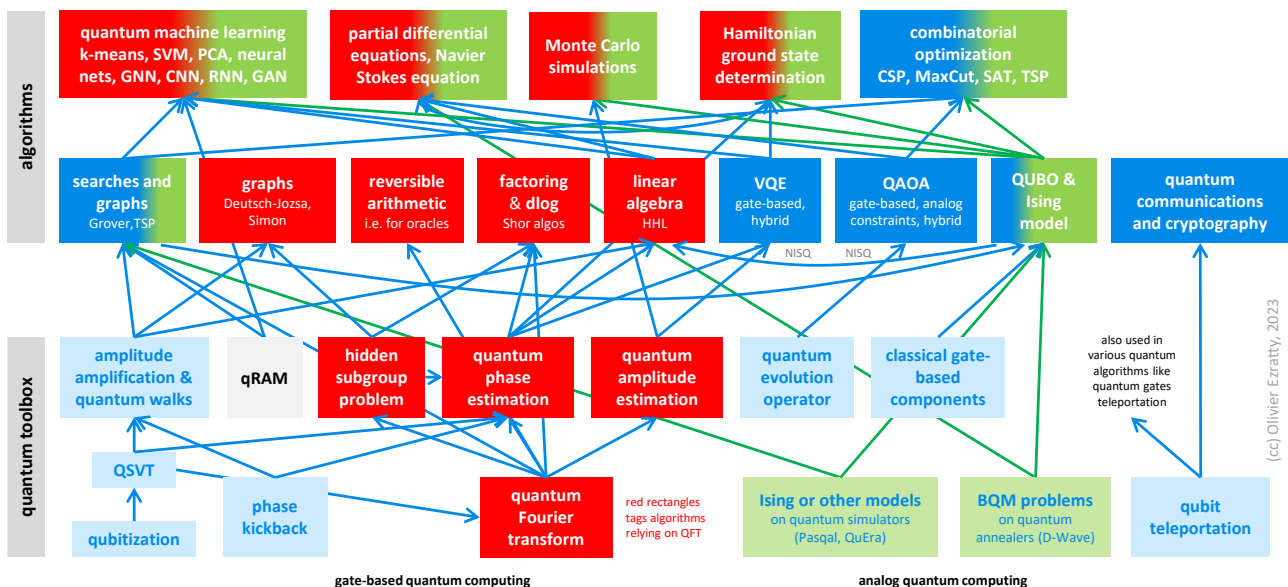 algorithms
quantum machine learning
k-means, SVM, PCA, neural
nets, GNN, CNN, RNN, GAN
partial differential
equations, Navier
Stokes equation
Monte Carlo
simulations
Hamiltonian
ground state
determination
combinatorial
optimization
CSP, MaxCut, SAT, TSP
searches and
graphs
Grover,TSP
graphs
Deutsch-Jozsa,
Simon
reversible
arithmetic
i.e. for oracles
factoring
& dlog
Shor algos
linear
algebra
HHL
VQE
gate-based,
hybrid
QAOA
gate-based, analog
constraints, hybrid
QUBO &
Ising
model
quantum
communications
and cryptography
NISQ
NISQ
quantum toolbox
amplitude
amplification &
quantum walks
qRAM
hidden
subgroup
problem
quantum
phase
estimation
quantum
amplitude
estimation
quantum
evolution
operator
classical gate-
based
components
also used in
various quantum
algorithms like
quantum gates
teleportation
QSVT
qubitization
phase
kickback
quantum
Fourier
transform
red rectangles
tags algorithms
relying on QFT
Ising or other models
on quantum simulators
(Pasqal, QuEra)
BQM problems
on quantum
annealers (D-Wave)
qubit
teleportation
(cc) Olivier Ezratty, 2023
gate-based quantum computing
analog quantum computing